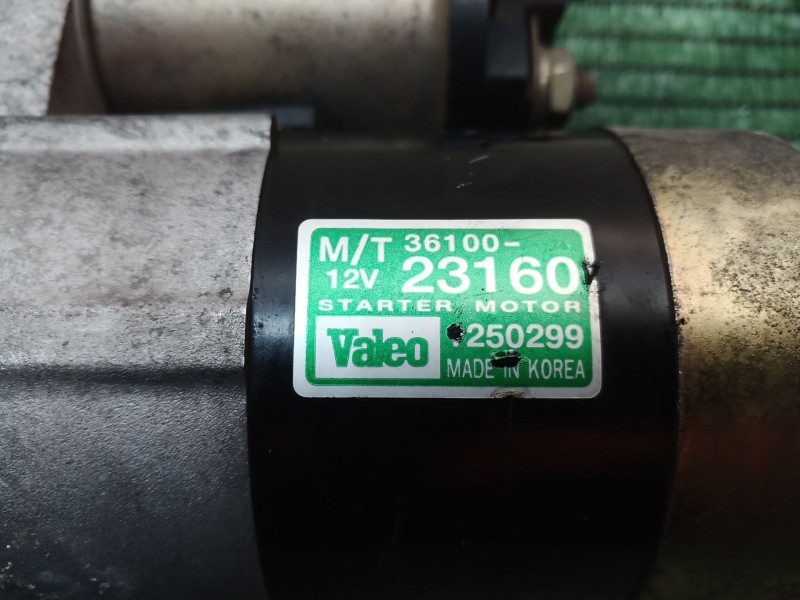 M/T 36100-
12V 23160
STARTER MOTOR
Valeo 250299
MADE IN KOREA